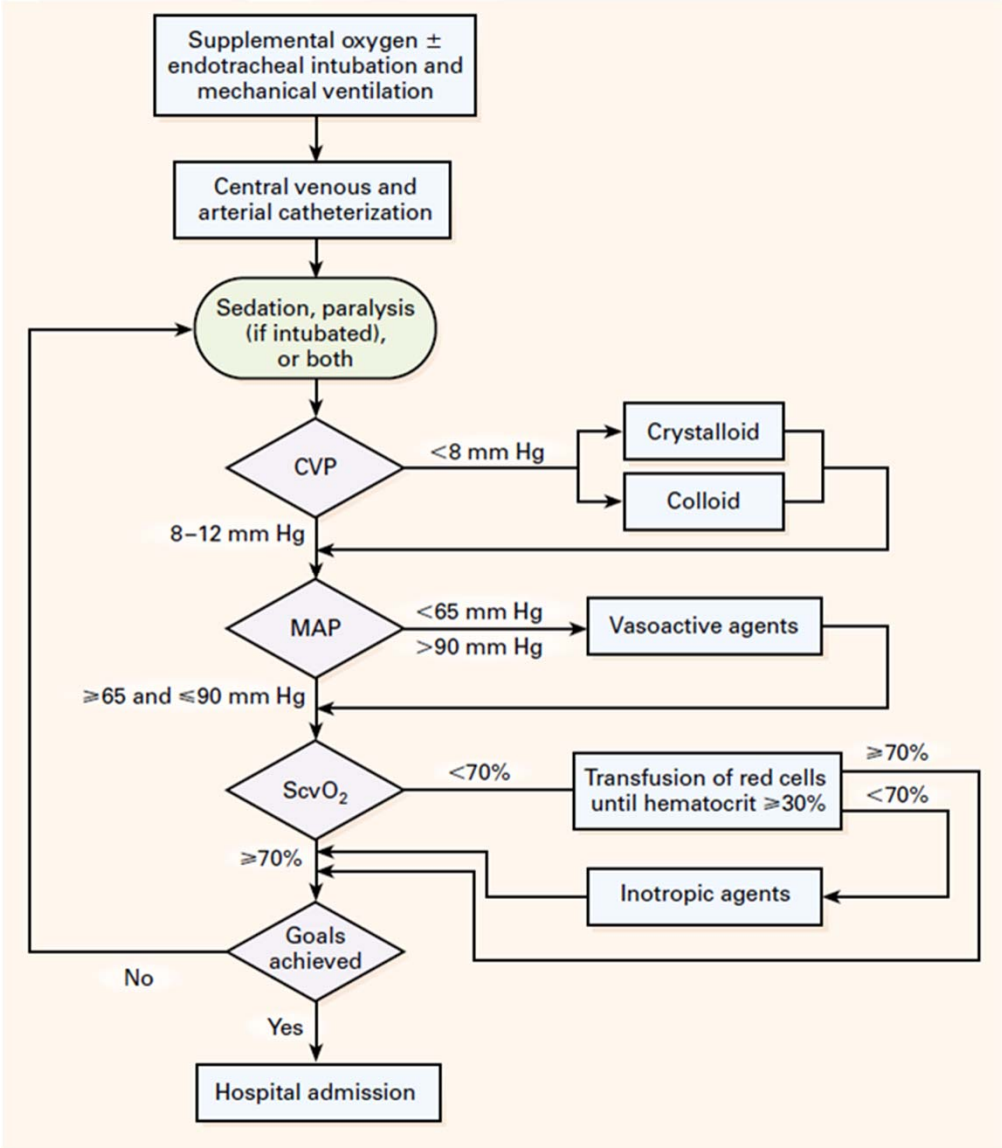 Supplemental oxygen ±
endotracheal intubation and
mechanical ventilation
Central venous and
arterial catheterization
Sedation, paralysis
(if intubated),
or both
CVP
<8 mm Hg
Crystalloid
Colloid
8–12 mm Hg
MAP
<65 mm Hg
>90 mm Hg
Vasoactive agents
≥65 and ≤90 mm Hg
ScvO₂
<70%
Transfusion of red cells
until hematocrit ≥30%
≥70%
<70%
≥70%
Inotropic agents
Goals
achieved
No
Yes
Hospital admission